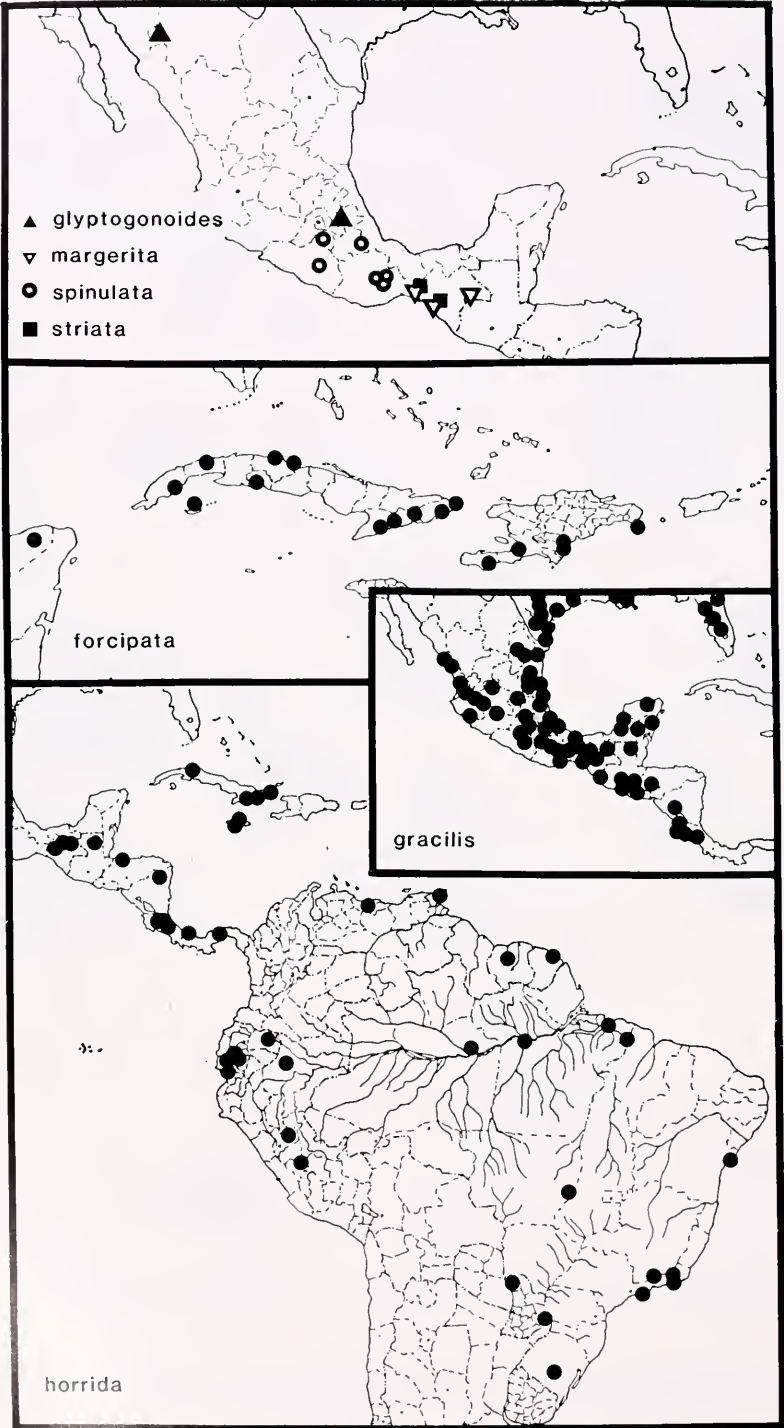 glyptogonoides
margerita
spinulata
striata
forcipata
gracilis
horrida